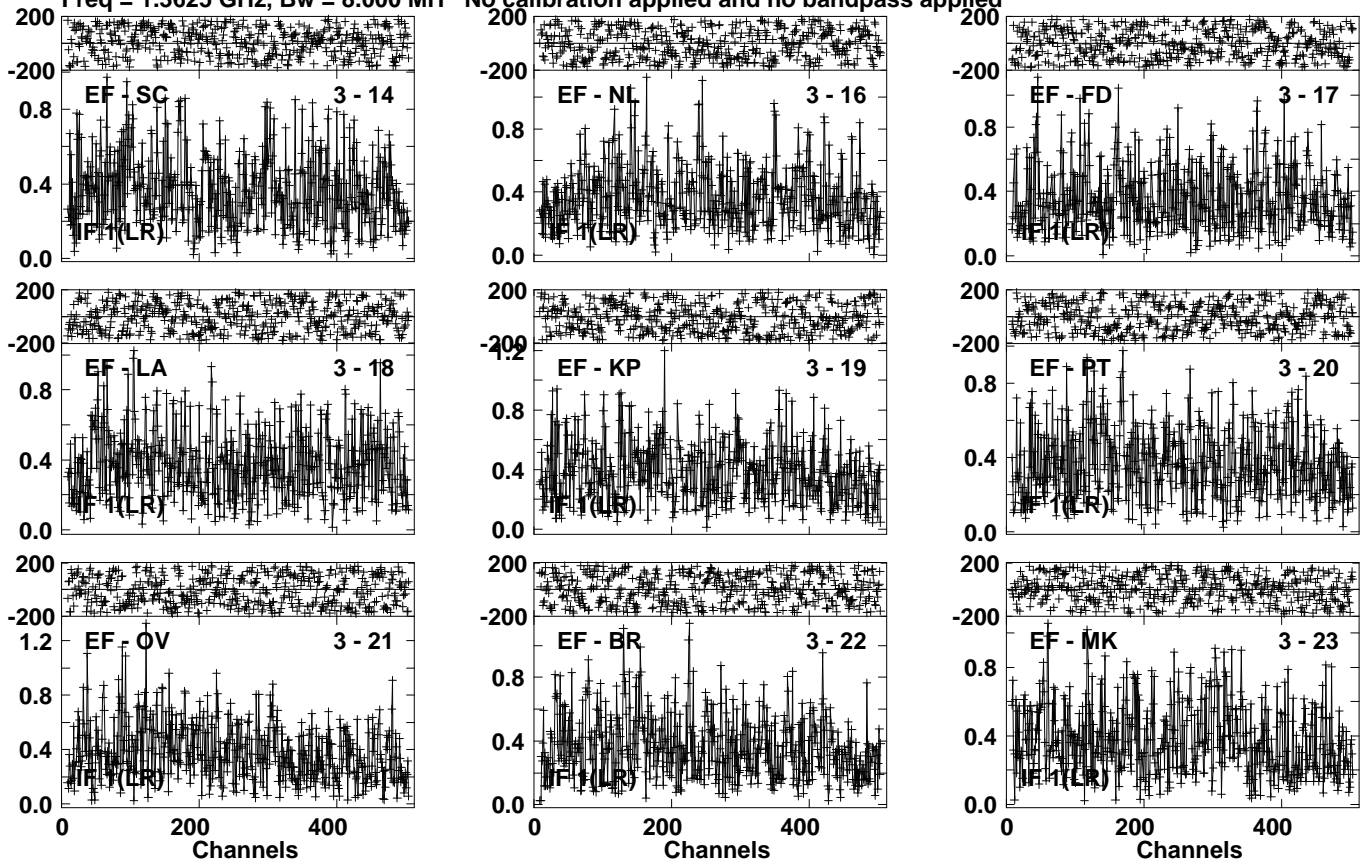 Freq = 1.3625 GHz, Bw = 8.000 MH No calibration applied and no bandpass applied
200
-200
EF - SC 3 - 14
0.8
0.4
IF 1(LR)
0.0
200
-200
EF - NL 3 - 16
0.8
0.4
IF 1(LR)
0.0
200
-200
EF - FD 3 - 17
0.8
0.4
IF 1(LR)
0.0
200
-200
EF - LA 3 - 18
0.8
0.4
IF 1(LR)
0.0
200
-200
1.2
EF - KP 3 - 19
0.8
0.4
IF 1(LR)
0.0
200
-200
EF - PT 3 - 20
0.8
0.4
IF 1(LR)
0.0
200
-200
1.2
EF - OV 3 - 21
0.8
0.4
IF 1(LR)
0.0
0 200 400
Channels
200
-200
EF - BR 3 - 22
0.8
0.4
IF 1(LR)
0.0
0 200 400
Channels
200
-200
EF - MK 3 - 23
0.8
0.4
IF 1(LR)
0.0
0 200 400
Channels